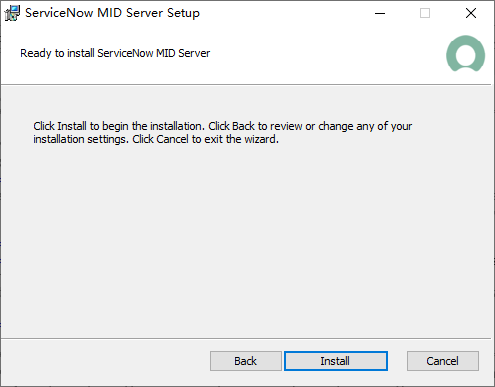 ServiceNow MID Server Setup
Ready to install ServiceNow MID Server
Click Install to begin the installation. Click Back to review or change any of your
installation settings. Click Cancel to exit the wizard.
Back
Install
Cancel